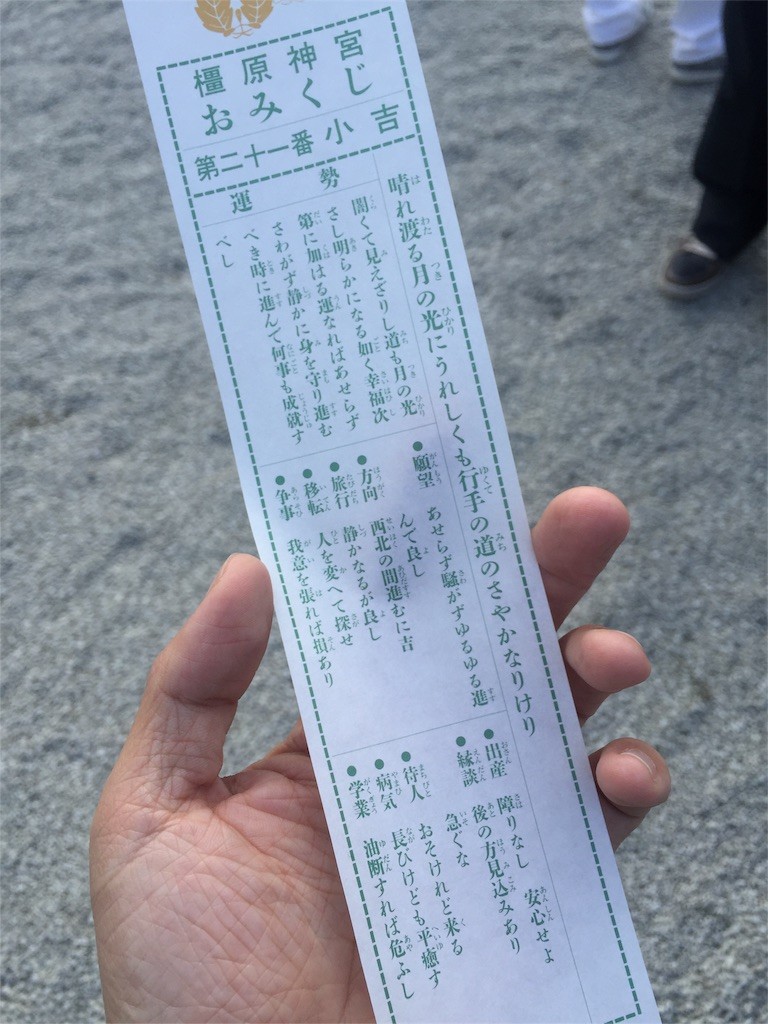 橿原神宮
おみくじ
第二十一番小吉
晴れ渡る月の光にうれしくも行手の道のさやかなりけり
運勢
闇くて見えざりし道も月の光
さし明らかになる如く幸福次
第に加はる運なればあせらず
さわがず静かに身を守り進む
べき時に進んで何事も成就す
べし
●願望 あせらず騒がずゆるゆる進
んて良し
●方向 西北の間進むに吉
●旅行 静かなるが良し
●移転 人を変へて探せ
●争事 我意を張れば損あり
●出産 障りなし 安心せよ
●縁談 後の方見込みあり
急ぐな
●待人 おそけれど来る
●病気 長びけども平癒す
●学業 油断すれば危ふし